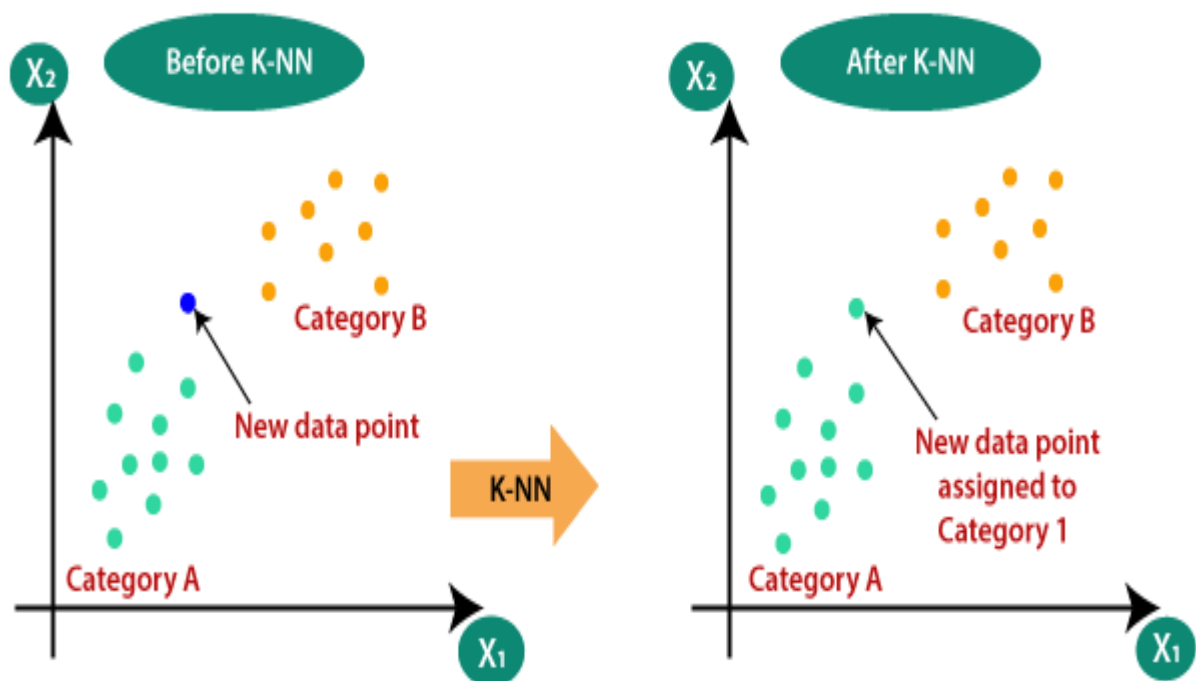 Before K-NN
X₂
Category B
New data point
Category A
X₁
K-NN
After K-NN
X₂
Category B
New data point
assigned to
Category 1
Category A
X₁